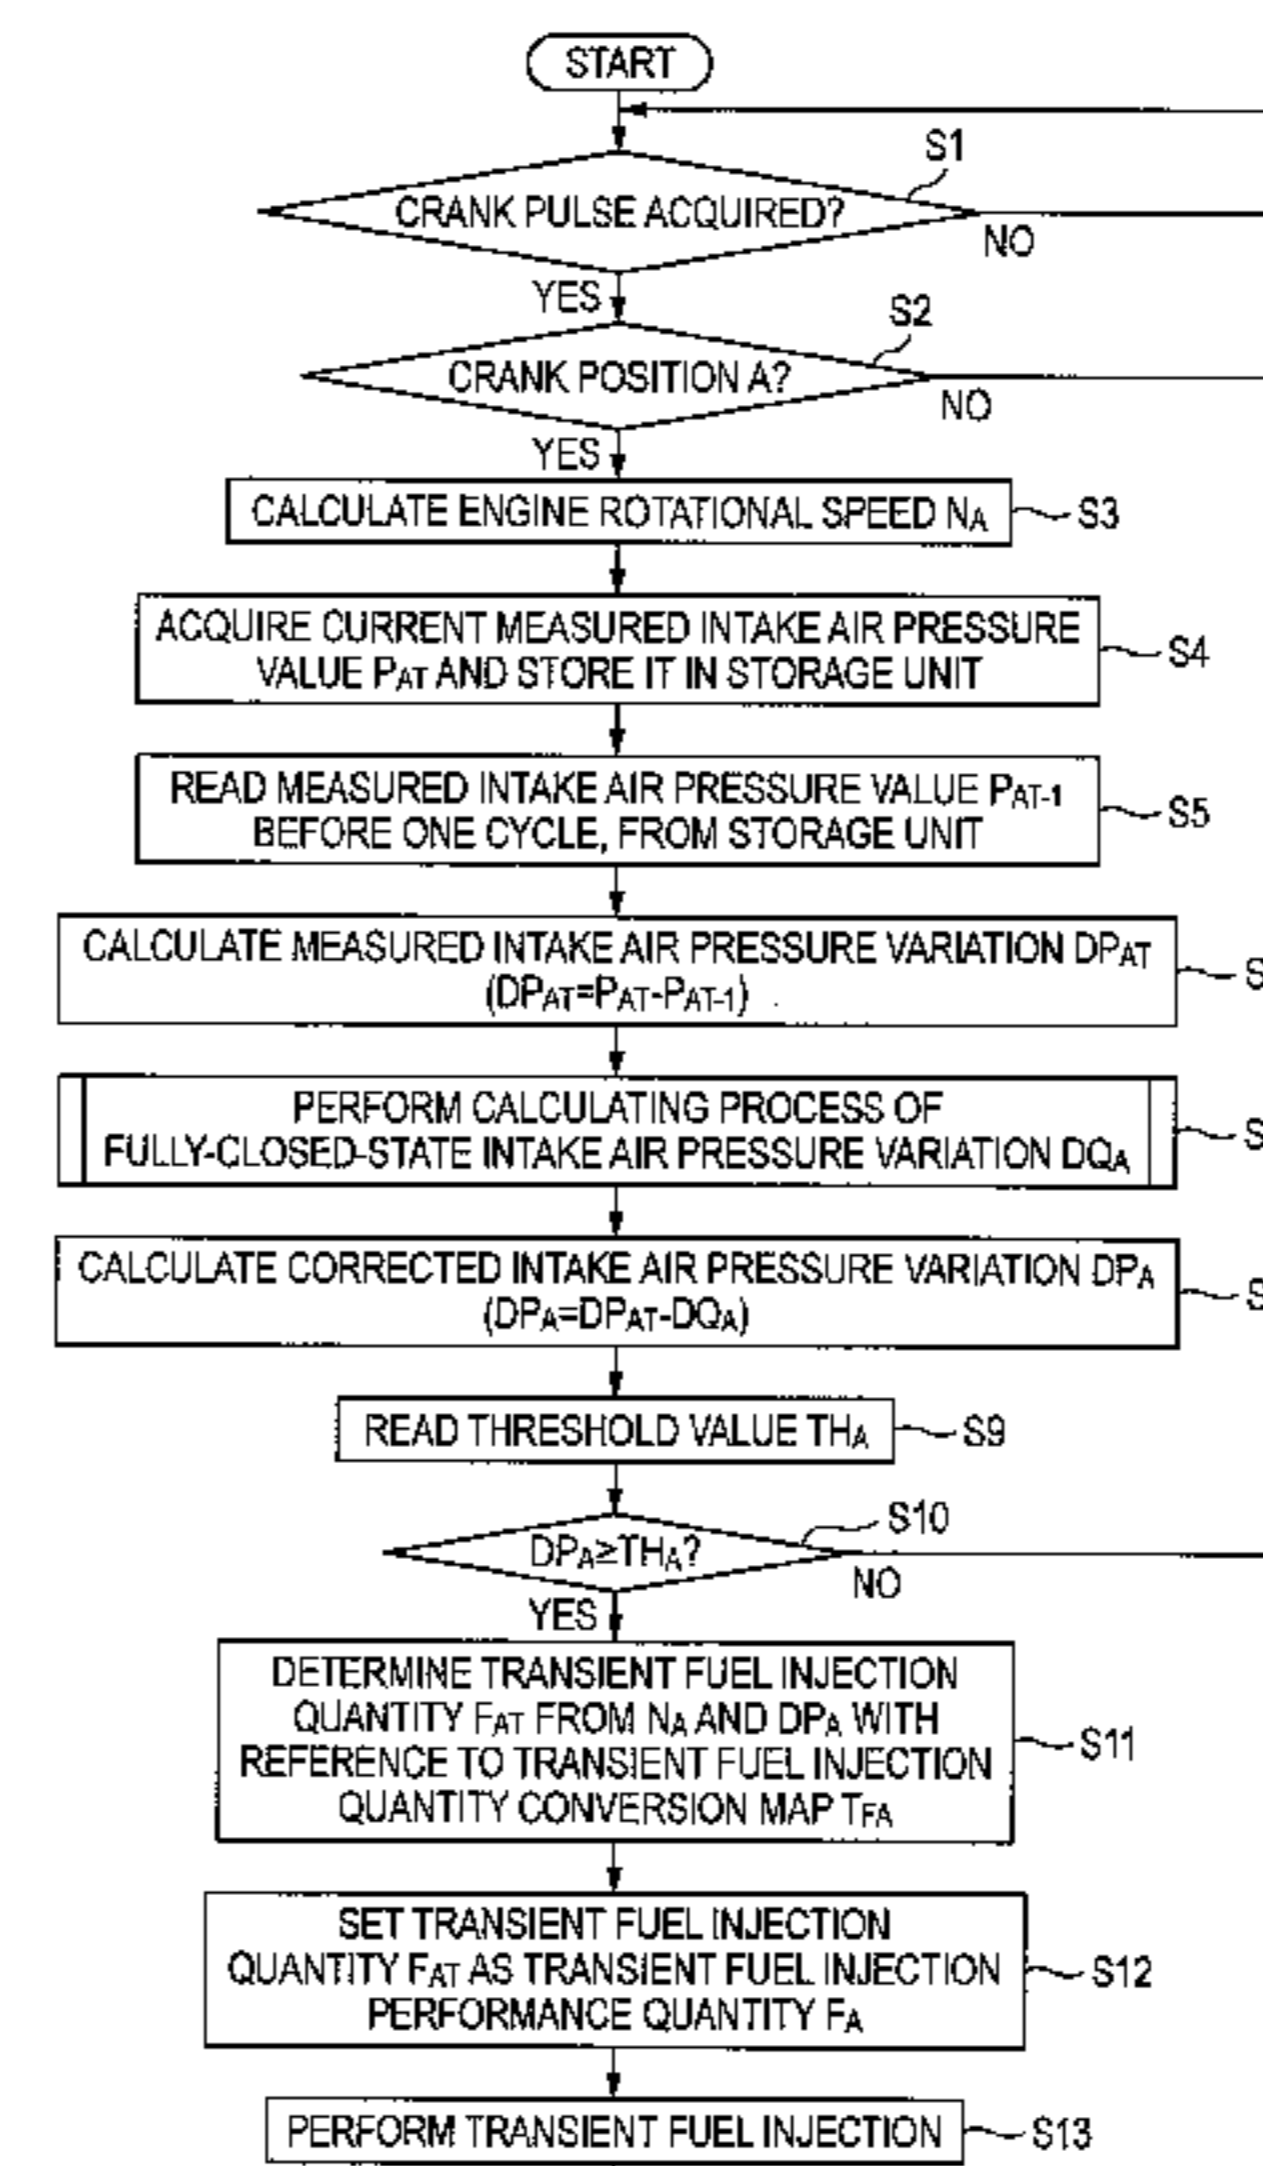 START
S1
CRANK PULSE ACQUIRED?
NO
YES
S2
CRANK POSITION A?
NO
YES
CALCULATE ENGINE ROTATIONAL SPEED NA
S3
ACQUIRE CURRENT MEASURED INTAKE AIR PRESSURE
VALUE PAT AND STORE IT IN STORAGE UNIT
S4
READ MEASURED INTAKE AIR PRESSURE VALUE PAT-1
BEFORE ONE CYCLE, FROM STORAGE UNIT
S5
CALCULATE MEASURED INTAKE AIR PRESSURE VARIATION DPAT
(DPAT=PAT-PAT-1)
S
PERFORM CALCULATING PROCESS OF
FULLY-CLOSED-STATE INTAKE AIR PRESSURE VARIATION DQA
S
CALCULATE CORRECTED INTAKE AIR PRESSURE VARIATION DPA
(DPA=DPAT-DQA)
S
READ THRESHOLD VALUE THA
S9
S10
DPA≥THA?
NO
YES
DETERMINE TRANSIENT FUEL INJECTION
QUANTITY FAT FROM NA AND DPA WITH
REFERENCE TO TRANSIENT FUEL INJECTION
QUANTITY CONVERSION MAP TFA
S11
SET TRANSIENT FUEL INJECTION
QUANTITY FAT AS TRANSIENT FUEL INJECTION
PERFORMANCE QUANTITY FA
S12
PERFORM TRANSIENT FUEL INJECTION
S13